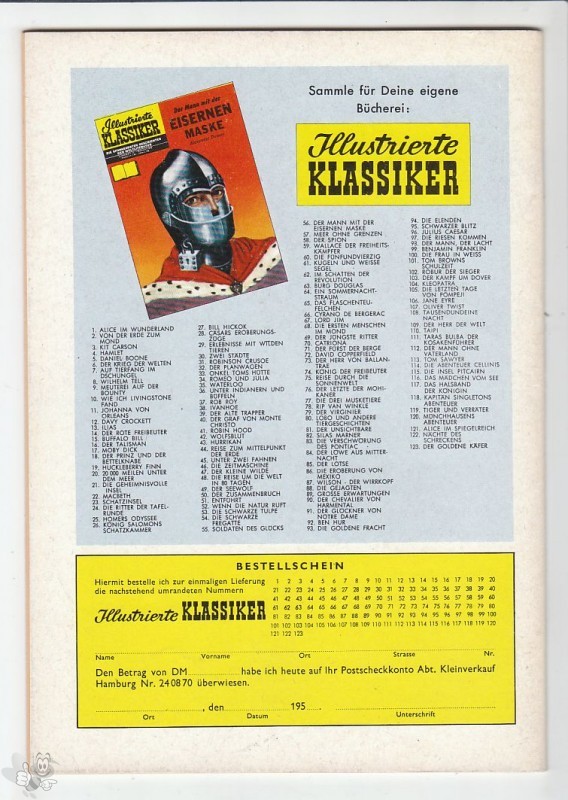 Sammle für Deine eigene
Bücherei:
Illustrierte
KLASSIKER
Illustrierte
KLASSIKER
Der Mann mit der
EISERNEN
MASKE
1. ALICE IM WUNDERLAND
2. VON DER ERDE ZUM
MOND
3. KIT CARSON
4. HAMLET
5. DANIEL BOONE
6. DER KRIEG DER WELTEN
7. AUF TIERFANG IM
DSCHUNGEL
8. WILHELM TELL
9. MEUTEREI AUF DER
BOUNTY
10. WIE ICH LIVINGSTONE
FAND
11. JOHANNA VON
ORLEANS
12. DAVY CROCKETT
13. ILIAS
14. DER ROTE FREIBEUTER
15. BUFFALO BILL
16. DER TALISMAN
17. MOBY DICK
18. DER PRINZ UND DER
BETTELKNABE
19. HUCKLEBERRY FINN
20. 20 000 MEILEN UNTER
DEM MEER
21. DIE GEHEIMNISVOLLE
INSEL
22. MACBETH
23. SCHATZINSEL
24. DIE RITTER DER TAFEL-
RUNDE
25. HOMERS ODYSSEE
26. KÖNIG SALOMONS
SCHATZKAMMER
27. BILL HICKOK
28. CÄSARS EROBERUNGS-
ZÜGE
29. ERLEBNISSE MIT WILDEN
TIEREN
30. ZWEI STÄDTE
31. ROBINSON CRUSOE
32. DER PLANWAGEN
33. ONKEL TOMS HÜTTE
34. ROMEO UND JULIA
35. WATERLOO
36. UNTER INDIANERN UND
BÜFFELN
37. ROB ROY
38. IVANHOE
39. DER ALTE TRAPPER
40. DER GRAF VON MONTE
CHRISTO
41. ROBIN HOOD
42. WOLFSBLUT
43. HURRIKAN
44. REISE ZUM MITTELPUNKT
DER ERDE
45. UNTER ZWEI FAHNEN
46. DIE ZEITMASCHINE
47. DER KLEINE WILDE
48. DIE REISE UM DIE WELT
IN 80 TAGEN
49. DER SEEWOLF
50. DER ZUSAMMENBRUCH
51. ENTFÜHRT
52. WENN DIE NATUR RUFT
53. DIE SCHWARZE TULPE
54. DIE SCHWARZE
FREGATTE
55. SOLDATEN DES GLÜCKS
56. DER MANN MIT DER
EISERNEN MASKE
57. MEER OHNE GRENZEN
58. DER SPION
59. WALLACE DER FREIHEITS-
KÄMPFER
60. DIE FÜNFUNDVIERZIG
61. KUGELN UND WEISSE
SEGEL
62. IM SCHATTEN DER
REVOLUTION
63. BURG DOUGLAS
64. EIN SOMMERNACHTS-
TRAUM
65. DAS FLASCHENTEU-
FELCHEN
66. CYRANO DE BERGERAC
67. LORD JIM
68. DIE ERSTEN MENSCHEN
IM MOND
69. DER JÜNGSTE RITTER
70. CATRIONA
71. DER FÜRST DER BERGE
72. DAVID COPPERFIELD
73. DER HERR VON BALLAN-
TRAE
74. KÖNIG DER FREIBEUTER
75. REISE DURCH DIE
SONNENWELT
76. DER LETZTE DER MOHI-
KANER
77. DIE DREI MUSKETIERE
78. RIP VAN WINKLE
79. DER VIRGINIER
80. LOBO UND ANDERE
TIERGESCHICHTEN
81. DER UNSICHTBARE
82. SILAS MARNER
83. DIE VERSCHWÖRUNG
DES PONTIAC
84. DER LÖWE AUS MITTER-
NACHT
85. DER LOTSE
86. DIE EROBERUNG VON
MEXIKO
87. WILSON - DER WIRRKOPF
88. DIE GEJAGTEN
89. GROSSE ERWARTUNGEN
90. DER CHEVALIER VON
HARMENTAL
91. DER GLÖCKNER VON
NOTRE DAME
92. BEN HUR
93. DIE GOLDENE FRACHT
94. DIE ELENDEN
95. SCHWARZER BLITZ
96. JULIUS CAESAR
97. DIE RIESEN KOMMEN
98. DER MANN, DER LACHT
99. BENJAMIN FRANKLIN
100. DIE FRAU IN WEISS
101. TOM BROWNS
SCHULZEIT
102. ROBUR DER SIEGER
103. DER KAMPF UM DOVER
104. KLEOPATRA
105. DIE LETZTEN TAGE
VON POMPEJI
106. JANE EYRE
107. OLIVER TWIST
108. TAUSENDUNDEINE
NACHT
109. DER HERR DER WELT
110. TAIPI
111. TARAS BULBA DER
KOSAKENFÜHRER
112. DER MANN OHNE
VATERLAND
113. TOM SAWYER
114. DIE ABENTEUER CELLINIS
115. DIE INSEL PITCAIRN
116. DAS MÄDCHEN VOM SEE
117. DAS HALSBAND
DER KÖNIGIN
118. KAPITÄN SINGLETONS
ABENTEUER
119. TIGER UND VERRÄTER
120. MÜNCHHAUSENS
ABENTEUER
121. ALICE IM SPIEGELREICH
122. NÄCHTE DES
SCHRECKENS
123. DER GOLDENE KÄFER
BESTELLSCHEIN
Hiermit bestelle ich zur einmaligen Lieferung
die nachstehend umrandeten Nummern
Illustrierte KLASSIKER
1 2 3 4 5 6 7 8 9 10 11 12 13 14 15 16 17 18 19 20
21 22 23 24 25 26 27 28 29 30 31 32 33 34 35 36 37 38 39 40
41 42 43 44 45 46 47 48 49 50 51 52 53 54 55 56 57 58 59 60
61 62 63 64 65 66 67 68 69 70 71 72 73 74 75 76 77 78 79 80
81 82 83 84 85 86 87 88 89 90 91 92 93 94 95 96 97 98 99 100
101 102 103 104 105 106 107 108 109 110 111 112 113 114 115 116 117 118 119 120
121 122 123
Name Vorname Ort Strasse Nr.
Den Betrag von DM habe ich heute auf Ihr Postscheckkonto Abt. Kleinverkauf
Hamburg Nr. 240870 überwiesen.
, den 195
Ort Datum Unterschrift